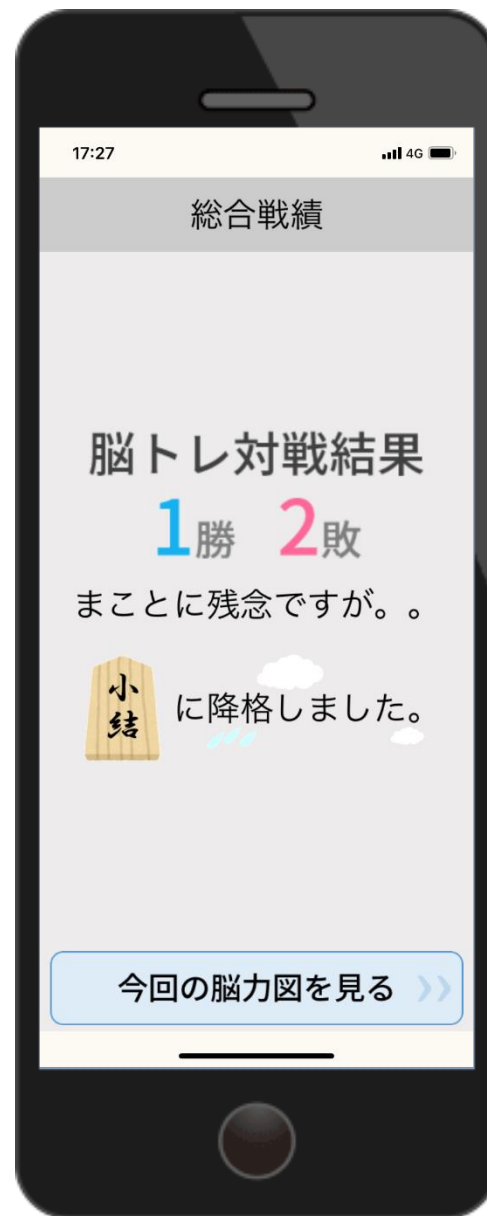 17:27 4G
総合戦績
脳トレ対戦結果
1勝 2敗
まことに残念ですが。。
小結 に降格しました。
今回の脳力図を見る